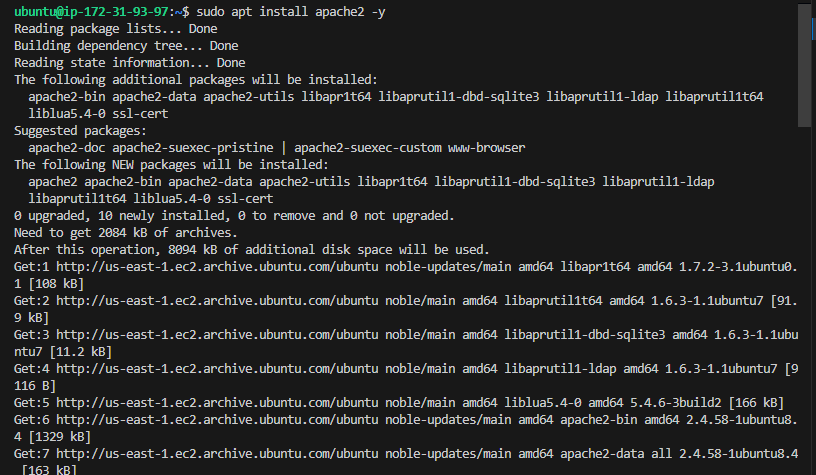 ubuntu@ip-172-31-93-97:~$ sudo apt install apache2 -y
Reading package lists... Done
Building dependency tree... Done
Reading state information... Done
The following additional packages will be installed:
  apache2-bin apache2-data apache2-utils libapr1t64 libaprutil1-dbd-sqlite3 libaprutil1-ldap libaprutil1t64
  liblua5.4-0 ssl-cert
Suggested packages:
  apache2-doc apache2-suexec-pristine | apache2-suexec-custom www-browser
The following NEW packages will be installed:
  apache2 apache2-bin apache2-data apache2-utils libapr1t64 libaprutil1-dbd-sqlite3 libaprutil1-ldap
  libaprutil1t64 liblua5.4-0 ssl-cert
0 upgraded, 10 newly installed, 0 to remove and 0 not upgraded.
Need to get 2084 kB of archives.
After this operation, 8094 kB of additional disk space will be used.
Get:1 http://us-east-1.ec2.archive.ubuntu.com/ubuntu noble-updates/main amd64 libapr1t64 amd64 1.7.2-3.1ubuntu0.
1 [108 kB]
Get:2 http://us-east-1.ec2.archive.ubuntu.com/ubuntu noble/main amd64 libaprutil1t64 amd64 1.6.3-1.1ubuntu7 [91.
9 kB]
Get:3 http://us-east-1.ec2.archive.ubuntu.com/ubuntu noble/main amd64 libaprutil1-dbd-sqlite3 amd64 1.6.3-1.1ubu
ntu7 [11.2 kB]
Get:4 http://us-east-1.ec2.archive.ubuntu.com/ubuntu noble/main amd64 libaprutil1-ldap amd64 1.6.3-1.1ubuntu7 [9
116 B]
Get:5 http://us-east-1.ec2.archive.ubuntu.com/ubuntu noble/main amd64 liblua5.4-0 amd64 5.4.6-3build2 [166 kB]
Get:6 http://us-east-1.ec2.archive.ubuntu.com/ubuntu noble-updates/main amd64 apache2-bin amd64 2.4.58-1ubuntu8.
4 [1329 kB]
Get:7 http://us-east-1.ec2.archive.ubuntu.com/ubuntu noble-updates/main amd64 apache2-data all 2.4.58-1ubuntu8.4
 [163 kB]